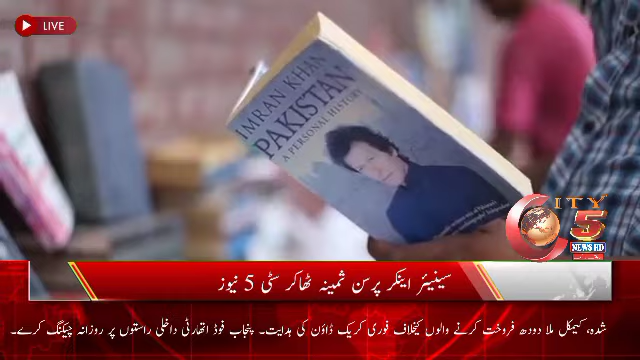 LIVE
IMRAN KHAN
PAKISTAN
A PERSONAL HISTORY
CITY
5
NEWS HD
سینیئر اینکر پرسن ثمینہ ٹھاکر سٹی 5 نیوز
شدہ، کیمکل ملا دودھ فروخت کرنے والوں کیخلاف فوری کریک ڈاؤن کی ہدایت۔ پنجاب فوڈ اتھارٹی داخلی راستوں پر روزانہ چیکنگ کرے۔